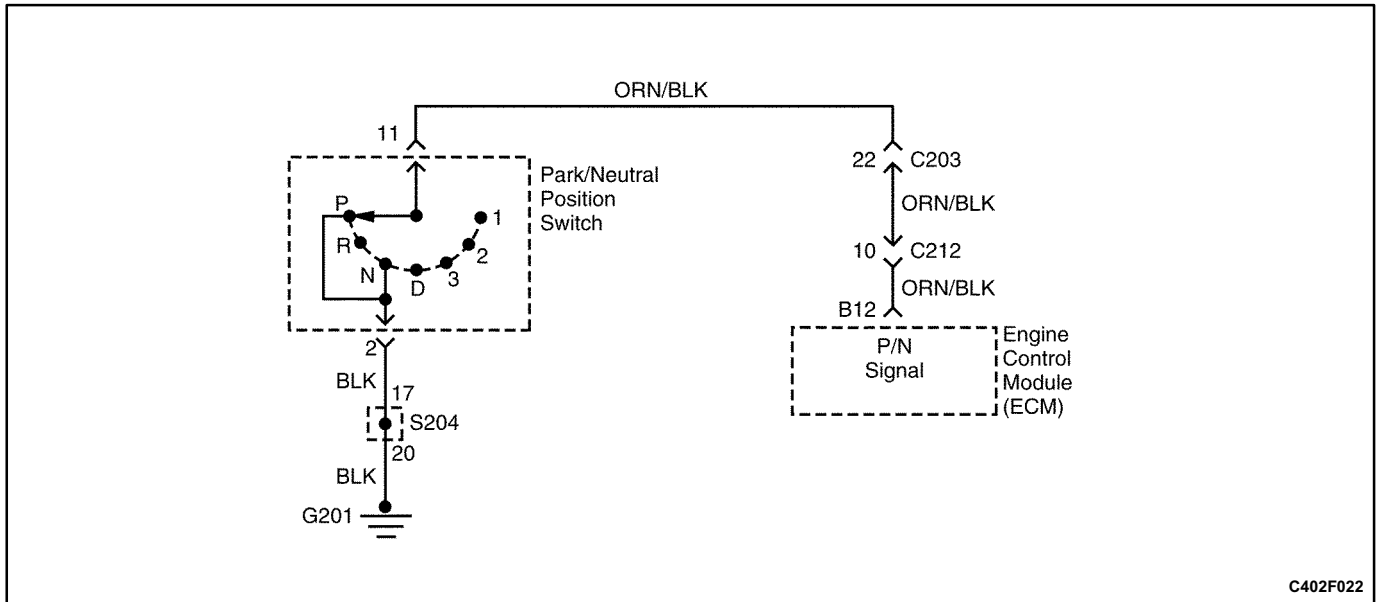 ORN/BLK
11
22 C203
Park/Neutral
Position
Switch
P
R
N
D
3
2
1
ORN/BLK
10 C212
ORN/BLK
B12
P/N
Signal
Engine
Control
Module
(ECM)
2
BLK
17
S204
20
BLK
G201
C402F022